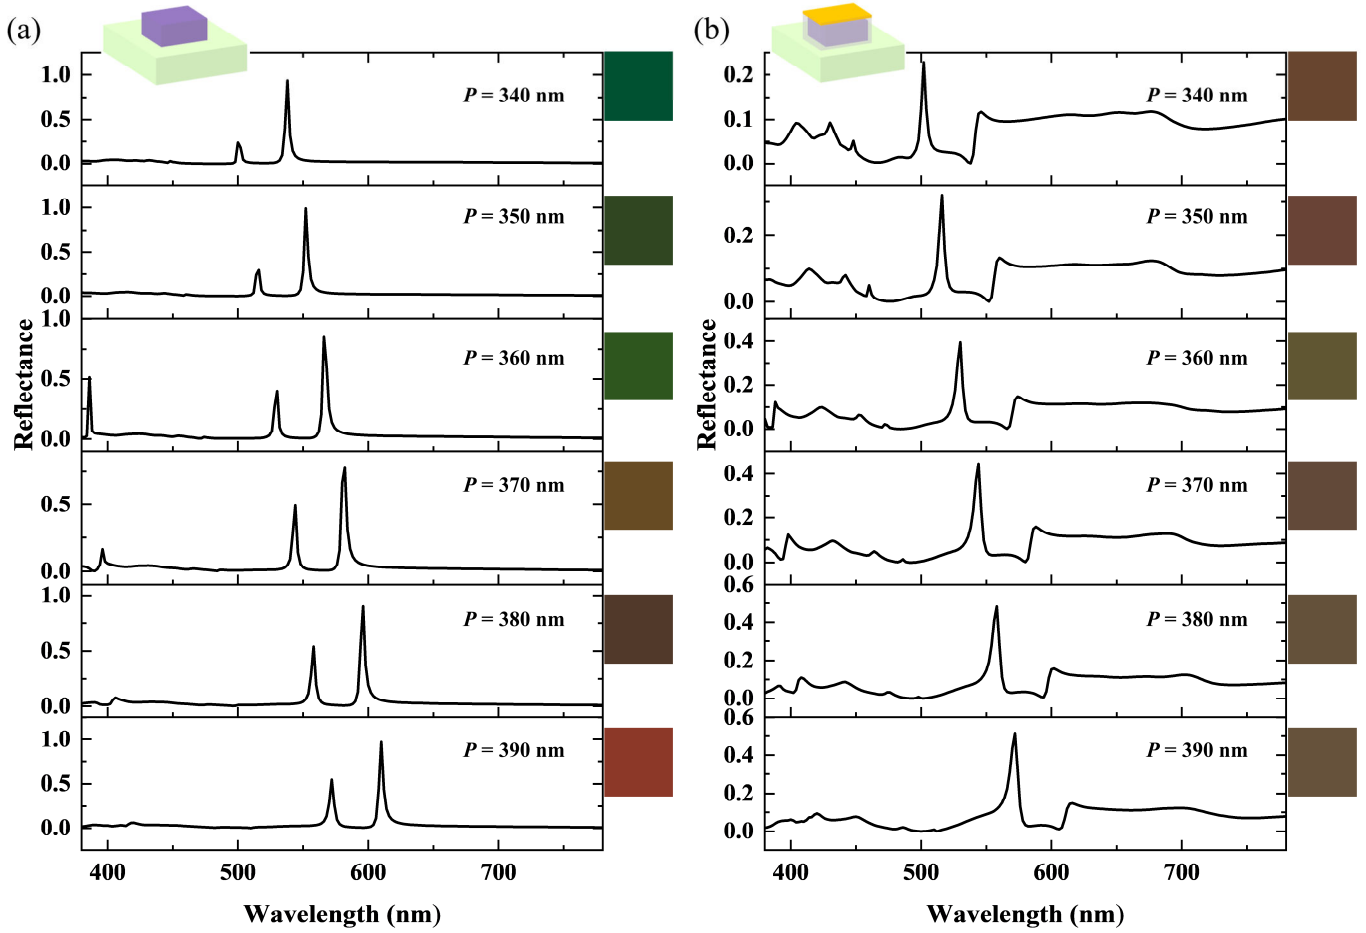 (a)
1.0
0.5
0.0
P = 340 nm
1.0
0.5
0.0
P = 350 nm
1.0
0.5
0.0
P = 360 nm
0.5
0.0
P = 370 nm
1.0
0.5
0.0
P = 380 nm
1.0
0.5
0.0
P = 390 nm
400 500 600 700
Wavelength (nm)
Reflectance
(b)
0.2
0.1
0.0
P = 340 nm
0.2
0.0
P = 350 nm
0.4
0.2
0.0
P = 360 nm
0.4
0.2
0.0
P = 370 nm
0.6
0.4
0.2
0.0
P = 380 nm
0.6
0.4
0.2
0.0
P = 390 nm
400 500 600 700
Wavelength (nm)
Reflectance